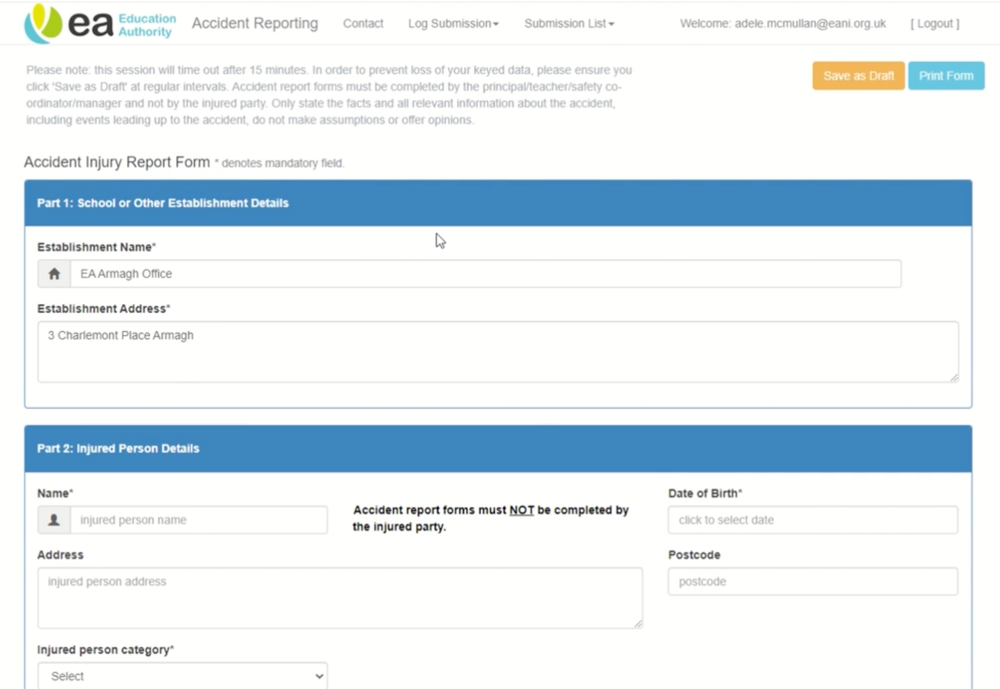 ea Education Authority
Accident Reporting Contact Log Submission Submission List Welcome: adele.mcmullan@eani.org.uk [ Logout ]
Please note: this session will time out after 15 minutes. In order to prevent loss of your keyed data, please ensure you
click 'Save as Draft' at regular intervals. Accident report forms must be completed by the principal/teacher/safety co-
ordinator/manager and not by the injured party. Only state the facts and all relevant information about the accident,
including events leading up to the accident, do not make assumptions or offer opinions.
Save as Draft Print Form
Accident Injury Report Form * denotes mandatory field.
Part 1: School or Other Establishment Details
Establishment Name*
EA Armagh Office
Establishment Address*
3 Charlemont Place Armagh
Part 2: Injured Person Details
Name*
injured person name
Accident report forms must NOT be completed by
the injured party.
Date of Birth*
click to select date
Address
injured person address
Postcode
postcode
Injured person category*
Select